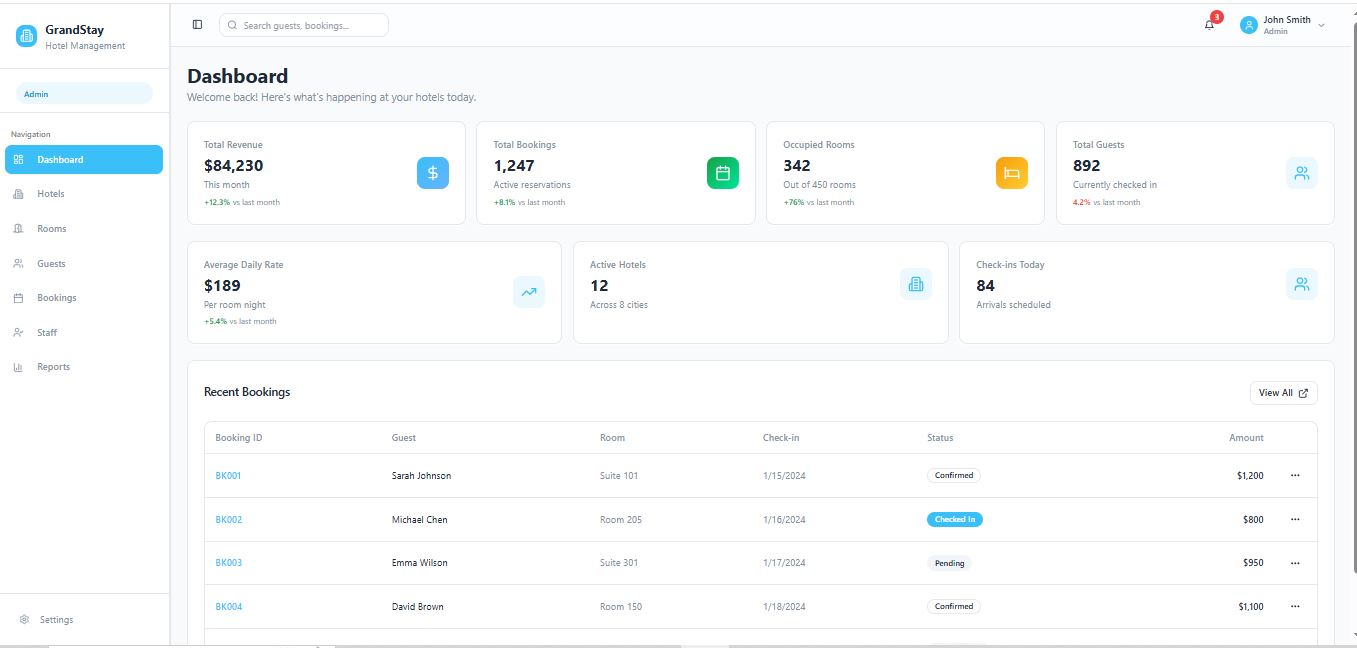 GrandStay
Hotel Management
Admin
Navigation
Dashboard
Hotels
Rooms
Guests
Bookings
Staff
Reports
Settings
Search guests, bookings...
3
John Smith
Admin
Dashboard
Welcome back! Here's what's happening at your hotels today.
Total Revenue
$84,230
This month
+12.3% vs last month
Total Bookings
1,247
Active reservations
+8.1% vs last month
Occupied Rooms
342
Out of 450 rooms
+76% vs last month
Total Guests
892
Currently checked in
4.2% vs last month
Average Daily Rate
$189
Per room night
+5.4% vs last month
Active Hotels
12
Across 8 cities
Check-ins Today
84
Arrivals scheduled
Recent Bookings
View All
Booking ID Guest Room Check-in Status Amount
BK001 Sarah Johnson Suite 101 1/15/2024 Confirmed $1,200
BK002 Michael Chen Room 205 1/16/2024 Checked In $800
BK003 Emma Wilson Suite 301 1/17/2024 Pending $950
BK004 David Brown Room 150 1/18/2024 Confirmed $1,100